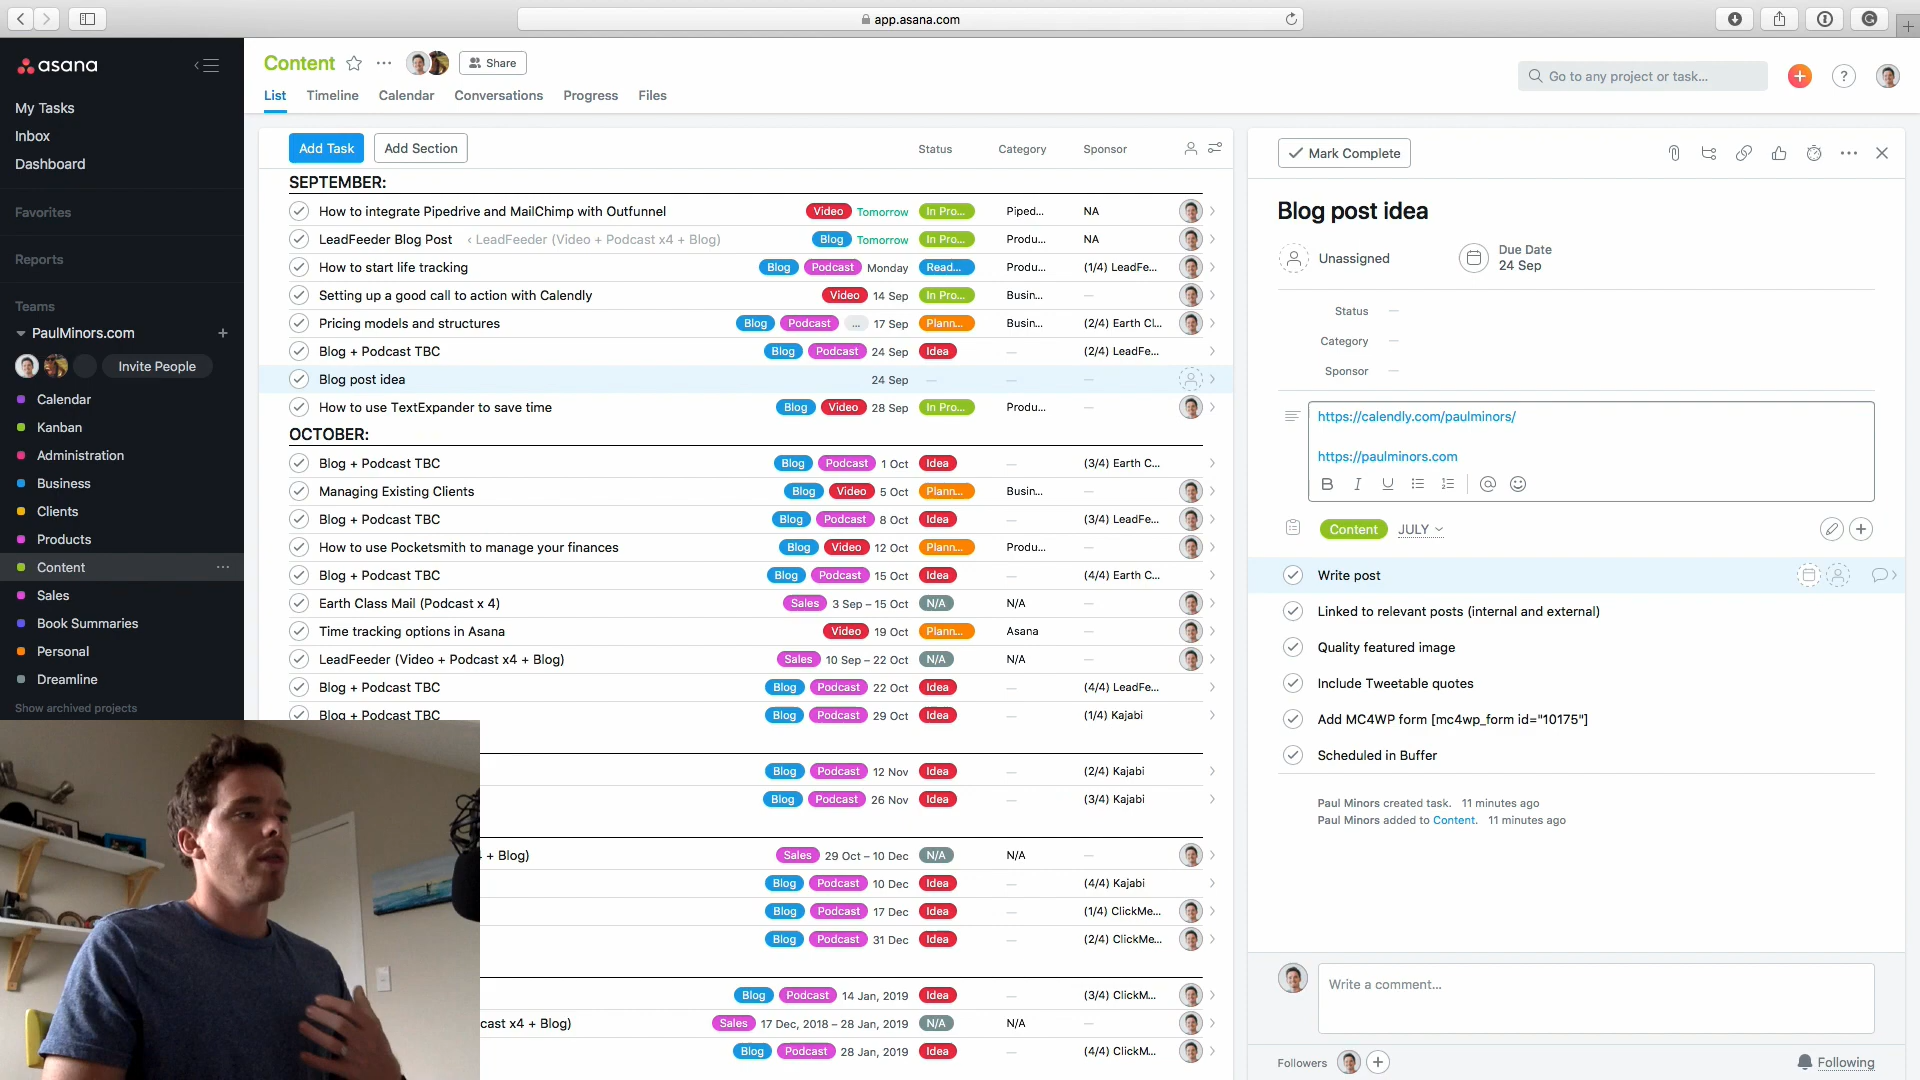 app.asana.com
asana
My Tasks
Inbox
Dashboard
Favorites
Reports
Teams
PaulMinors.com +
Invite People
Calendar
Kanban
Administration
Business
Clients
Products
Content ...
Sales
Book Summaries
Personal
Dreamline
Show archived projects
Content ... Share
List Timeline Calendar Conversations Progress Files
Go to any project or task...
+ ?
Add Task Add Section Status Category Sponsor
SEPTEMBER:
How to integrate Pipedrive and MailChimp with Outfunnel Video Tomorrow In Pro... Piped... NA
LeadFeeder Blog Post ‹ LeadFeeder (Video + Podcast x4 + Blog) Blog Tomorrow In Pro... Produ... NA
How to start life tracking Blog Podcast Monday Read... Produ... (1/4) LeadFe...
Setting up a good call to action with Calendly Video 14 Sep In Pro... Busin... —
Pricing models and structures Blog Podcast ... 17 Sep Plann... Busin... (2/4) Earth Cl...
Blog + Podcast TBC Blog Podcast 24 Sep Idea — (2/4) LeadFe...
Blog post idea 24 Sep — — —
How to use TextExpander to save time Blog Video 28 Sep In Pro... Produ... —
OCTOBER:
Blog + Podcast TBC Blog Podcast 1 Oct Idea — (3/4) Earth C...
Managing Existing Clients Blog Video 5 Oct Plann... Busin... —
Blog + Podcast TBC Blog Podcast 8 Oct Idea — (3/4) LeadFe...
How to use Pocketsmith to manage your finances Blog Video 12 Oct Plann... Produ... —
Blog + Podcast TBC Blog Podcast 15 Oct Idea — (4/4) Earth C...
Earth Class Mail (Podcast x 4) Sales 3 Sep – 15 Oct N/A N/A —
Time tracking options in Asana Video 19 Oct Plann... Asana —
LeadFeeder (Video + Podcast x4 + Blog) Sales 10 Sep – 22 Oct N/A N/A —
Blog + Podcast TBC Blog Podcast 22 Oct Idea — (4/4) LeadFe...
Blog + Podcast TBC Blog Podcast 29 Oct Idea — (1/4) Kajabi
Blog Podcast 12 Nov Idea — (2/4) Kajabi
Blog Podcast 26 Nov Idea — (3/4) Kajabi
+ Blog) Sales 29 Oct – 10 Dec N/A N/A —
Blog Podcast 10 Dec Idea — (4/4) Kajabi
Blog Podcast 17 Dec Idea — (1/4) ClickMe...
Blog Podcast 31 Dec Idea — (2/4) ClickMe...
Blog Podcast 14 Jan, 2019 Idea — (3/4) ClickM...
cast x4 + Blog) Sales 17 Dec, 2018 – 28 Jan, 2019 N/A N/A —
Blog Podcast 28 Jan, 2019 Idea — (4/4) ClickM...
Mark Complete
Blog post idea
Unassigned
Due Date
24 Sep
Status —
Category —
Sponsor —
https://calendly.com/paulminors/
https://paulminors.com
B I U @
Content JULY
Write post
Linked to relevant posts (internal and external)
Quality featured image
Include Tweetable quotes
Add MC4WP form [mc4wp_form id="10175"]
Scheduled in Buffer
Paul Minors created task. 11 minutes ago
Paul Minors added to Content. 11 minutes ago
Write a comment...
Followers + Following